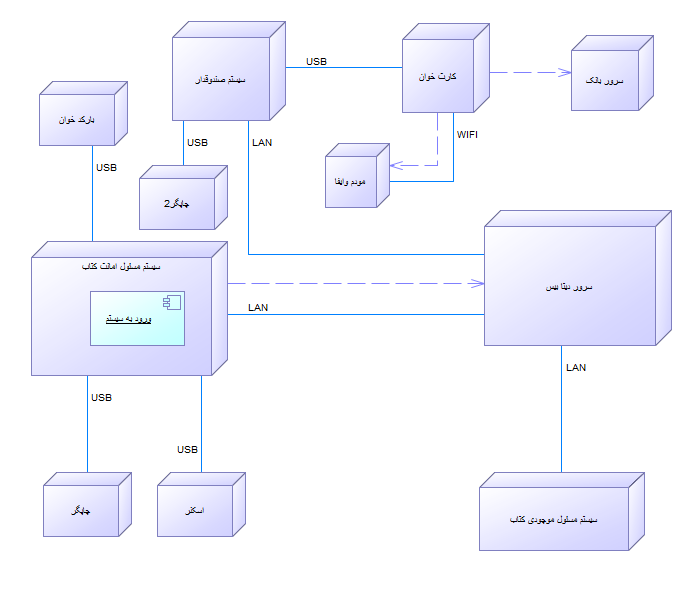 سیستم صندوقدار
USB
کارت خوان
سرور بانک
بارکد خوان
USB
LAN
WIFI
USB
مودم وایفا
چاپگر2
سیستم مسئول امانت کتاب
ورود به سیستم
LAN
سرور دیتا بیس
USB
LAN
USB
چاپگر
اسکنر
سیستم مسئول موجودی کتاب